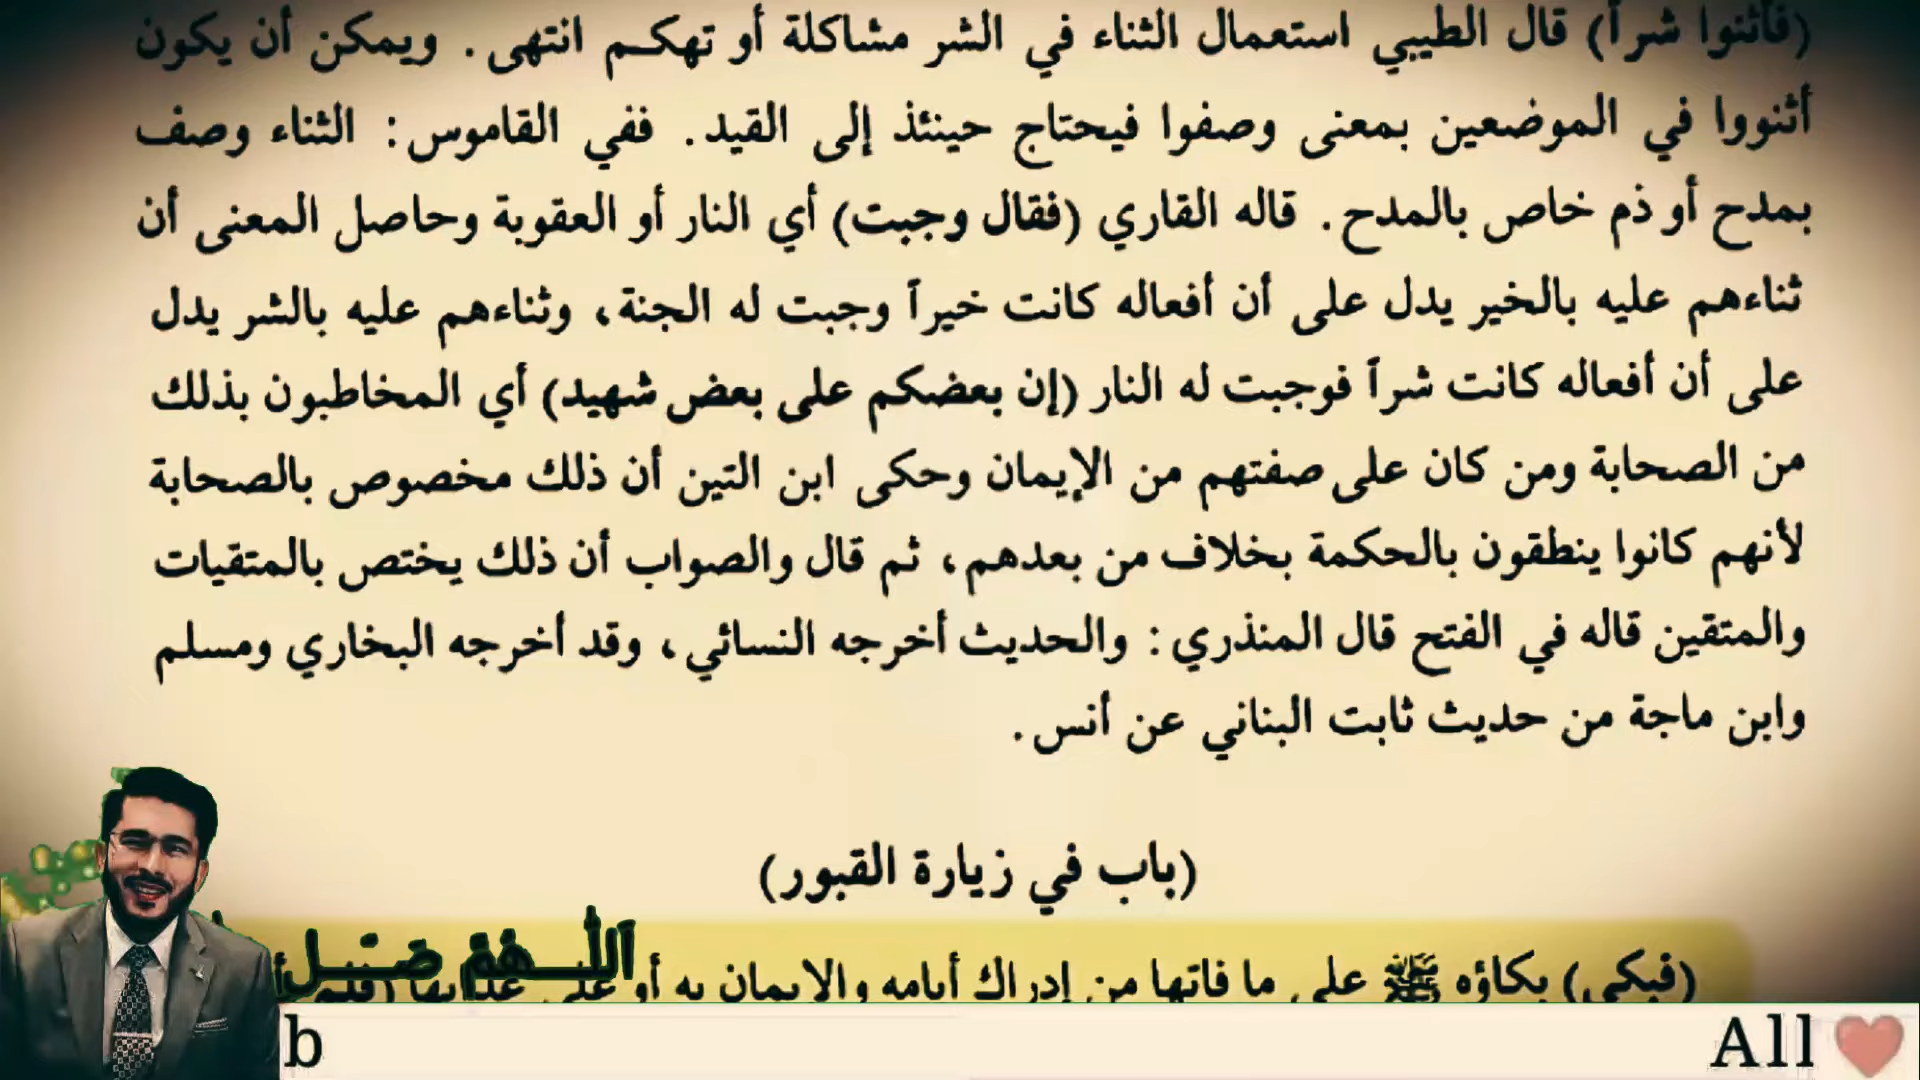 (فأثنوا شراً) قال الطيبي استعمال الثناء في الشر مشاكلة أو تهكم انتهى. ويمكن أن يكون
أثنووا في الموضعين بمعنى وصفوا فيحتاج حينئذ إلى القيد. ففي القاموس: الثناء وصف
بمدح أو ذم خاص بالمدح. قاله القاري (فقال وجبت) أي النار أو العقوبة وحاصل المعنى أن
ثناءهم عليه بالخير يدل على أن أفعاله كانت خيراً وجبت له الجنة، وثناءهم عليه بالشر يدل
على أن أفعاله كانت شراً فوجبت له النار (إن بعضكم على بعض شهيد) أي المخاطبون بذلك
من الصحابة ومن كان على صفتهم من الإيمان وحكى ابن التين أن ذلك مخصوص بالصحابة
لأنهم كانوا ينطقون بالحكمة بخلاف من بعدهم، ثم قال والصواب أن ذلك يختص بالمتقيات
والمتقين قاله في الفتح قال المنذري: والحديث أخرجه النسائي، وقد أخرجه البخاري ومسلم
وابن ماجة من حديث ثابت البناني عن أنس.
(باب في زيارة القبور)
اللهم صل
(فبكى) بكاؤه ﷺ على ما فاتها من إدراك أيامه والإيمان به أو على عذابها
b All ❤